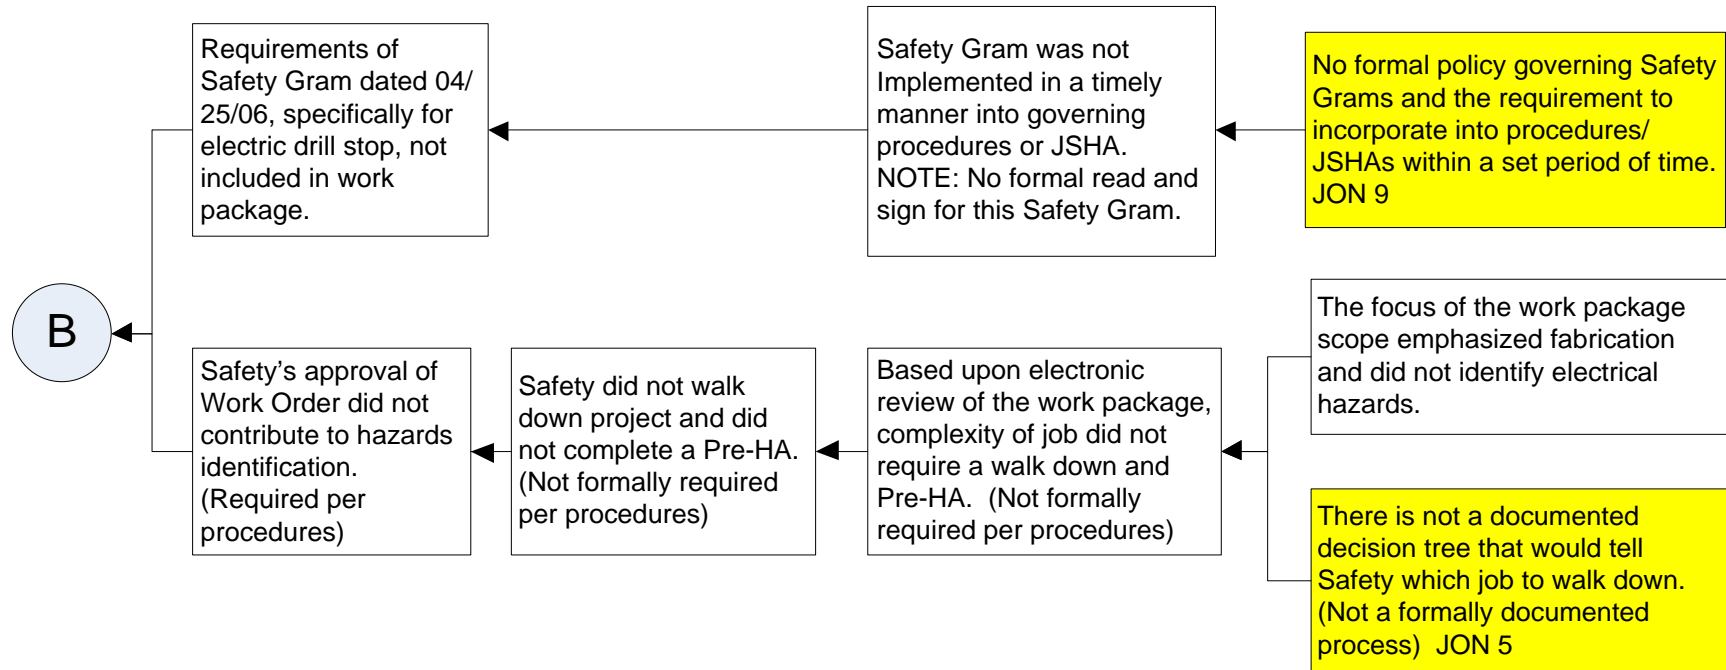 Requirements of
Safety Gram dated 04/
25/06, specifically for
electric drill stop, not
included in work
package.
Safety Gram was not
Implemented in a timely
manner into governing
procedures or JSHA.
NOTE: No formal read and
sign for this Safety Gram.
No formal policy governing Safety
Grams and the requirement to
incorporate into procedures/
JSHAs within a set period of time.
JON 9
B
Safety’s approval of
Work Order did not
contribute to hazards
identification.
(Required per
procedures)
Safety did not walk
down project and did
not complete a Pre-HA.
(Not formally required
per procedures)
Based upon electronic
review of the work package,
complexity of job did not
require a walk down and
Pre-HA.  (Not formally
required per procedures)
The focus of the work package
scope emphasized fabrication
and did not identify electrical
hazards.
There is not a documented
decision tree that would tell
Safety which job to walk down.
(Not a formally documented
process)  JON 5